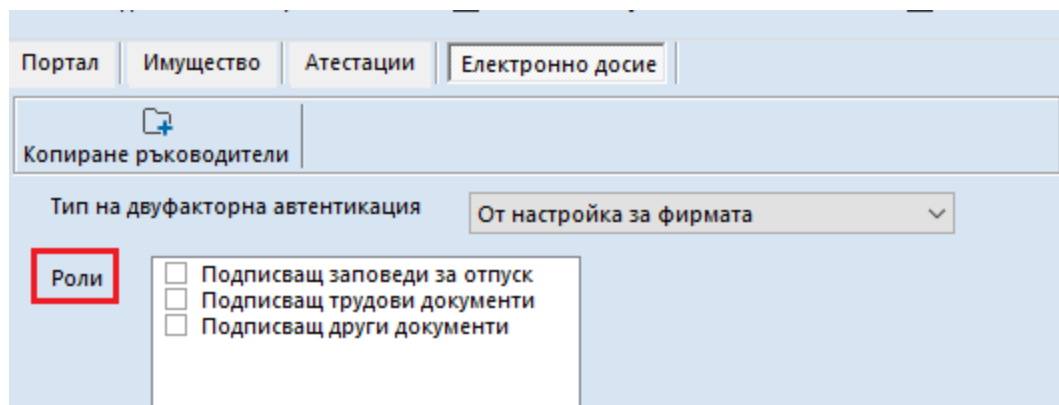 Портал Имущество Атестации Електронно досие
Копиране ръководители
Тип на двуфакторна автентикация От настройка за фирмата
Роли Подписващ заповеди за отпуск
Подписващ трудови документи
Подписващ други документи